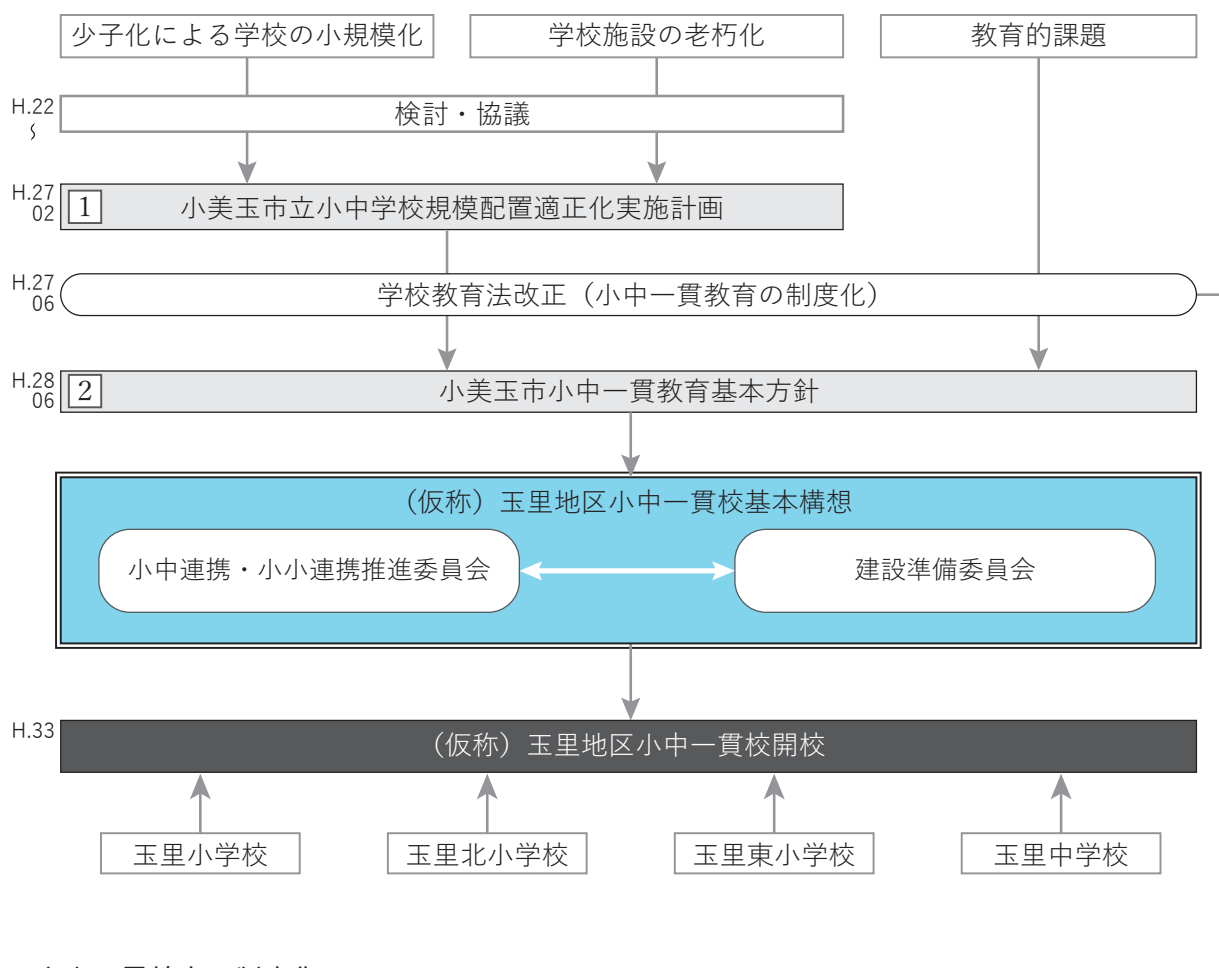 少子化による学校の小規模化
学校施設の老朽化
教育的課題
H.22
〜
検討・協議
H.27
02
1
小美玉市立小中学校規模配置適正化実施計画
H.27
06
学校教育法改正（小中一貫教育の制度化）
H.28
06
2
小美玉市小中一貫教育基本方針
（仮称）玉里地区小中一貫校基本構想
小中連携・小小連携推進委員会
建設準備委員会
H.33
（仮称）玉里地区小中一貫校開校
玉里小学校
玉里北小学校
玉里東小学校
玉里中学校